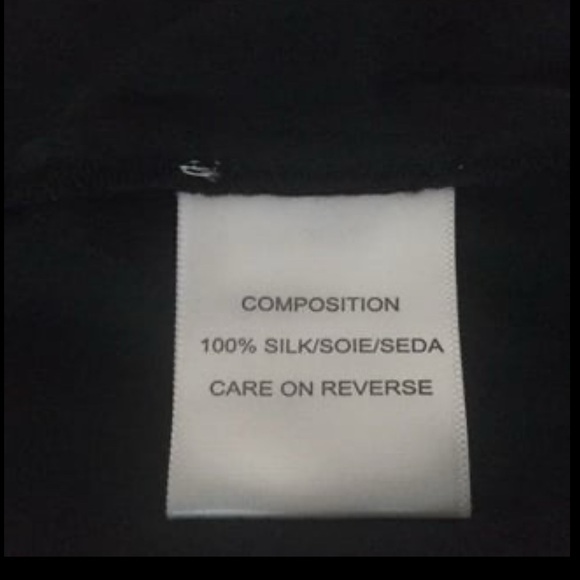 COMPOSITION
100% SILK/SOIE/SEDA
CARE ON REVERSE